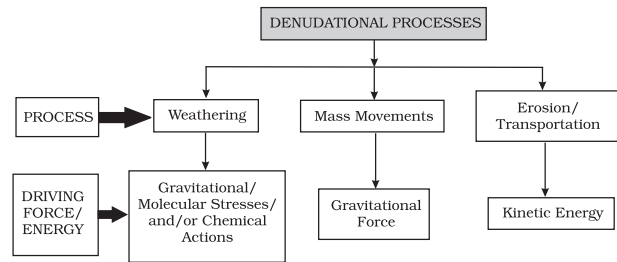 DENUDATIONAL PROCESSES
PROCESS
Weathering
Mass Movements
Erosion/
Transportation
DRIVING
FORCE/
ENERGY
Gravitational/
Molecular Stresses/
and/or Chemical
Actions
Gravitational
Force
Kinetic Energy